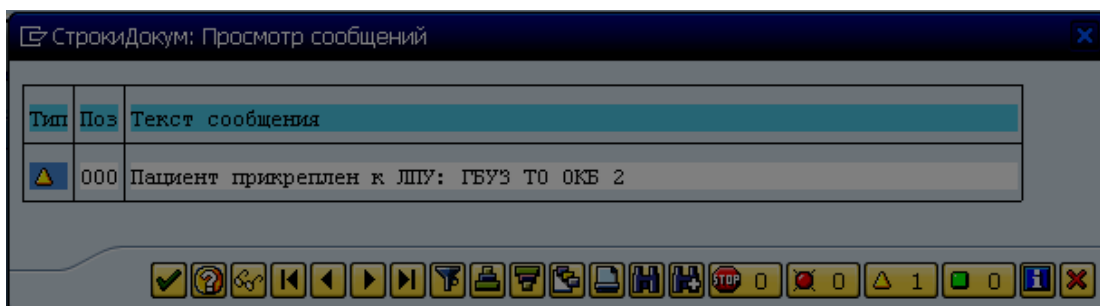 СтрокиДокум: Просмотр сообщений
Тип Поз Текст сообщения
000 Пациент прикреплен к ЛПУ: ГБУЗ ТО ОКБ 2
STOP 0 0 1 0